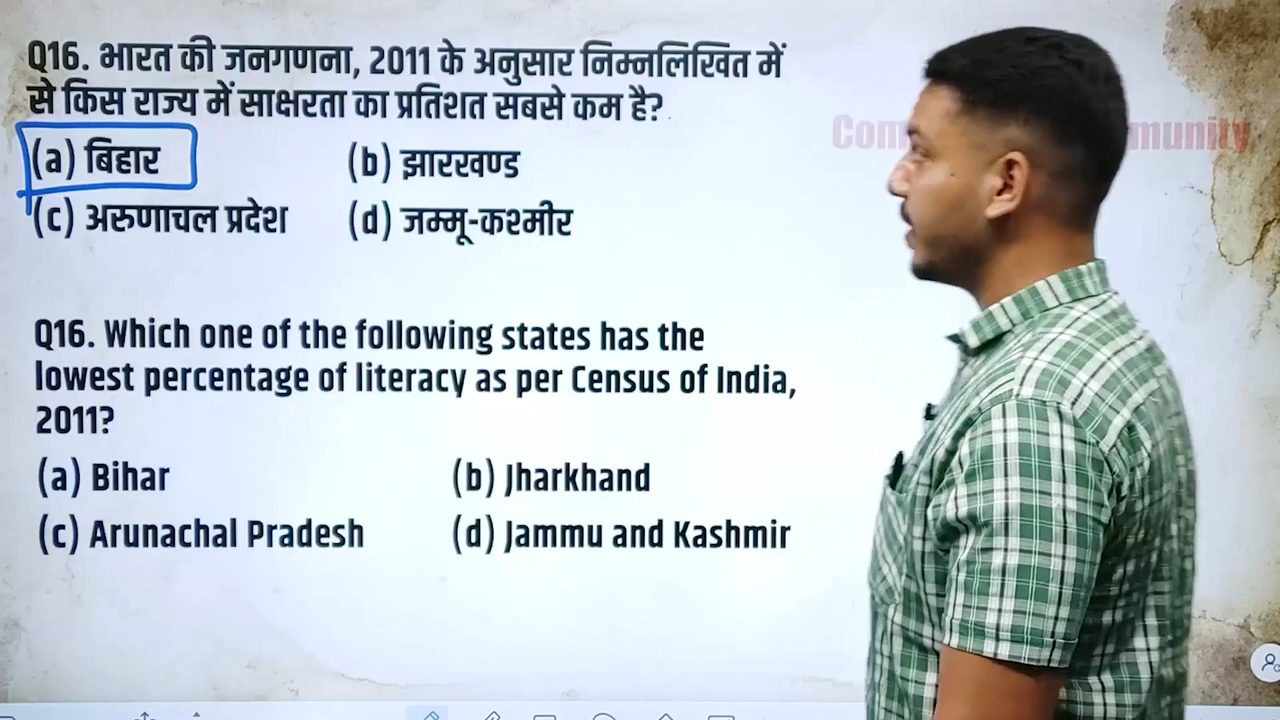 Q16. भारत की जनगणना, 2011 के अनुसार निम्नलिखित में
से किस राज्य में साक्षरता का प्रतिशत सबसे कम है?
(a) बिहार (b) झारखण्ड
(c) अरुणाचल प्रदेश (d) जम्मू-कश्मीर
Q16. Which one of the following states has the
lowest percentage of literacy as per Census of India,
2011?
(a) Bihar (b) Jharkhand
(c) Arunachal Pradesh (d) Jammu and Kashmir